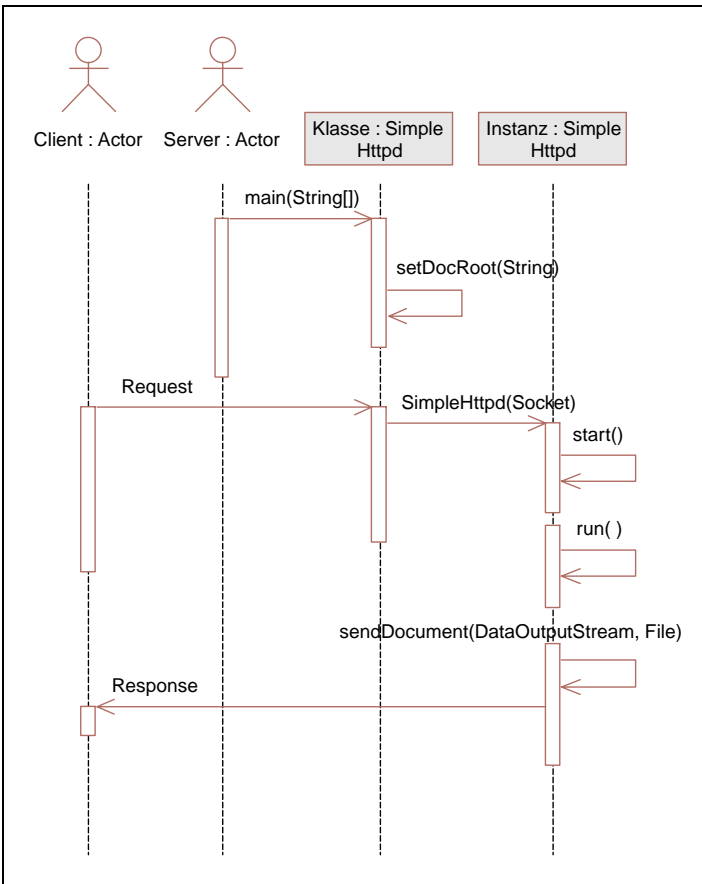 Client : Actor
Server : Actor
Klasse : Simple
Httpd
Instanz : Simple
Httpd
main(String[])
setDocRoot(String)
Request
SimpleHttpd(Socket)
start()
run( )
sendDocument(DataOutputStream, File)
Response